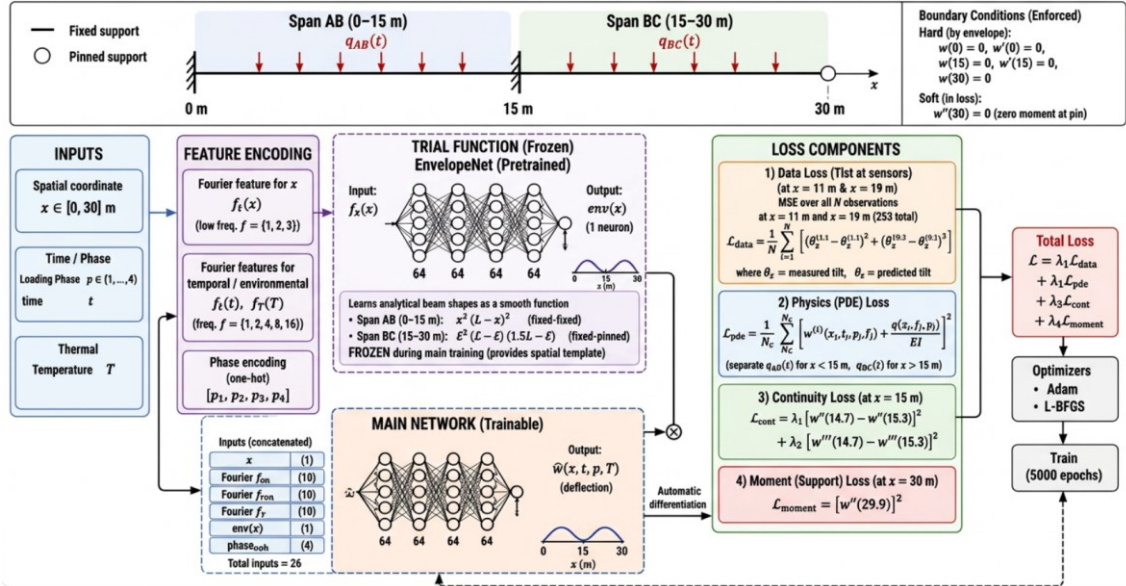 Fixed support
Pinned support
Span AB (0–15 m)
q_AB(t)
Span BC (15–30 m)
q_BC(t)
0 m
15 m
30 m
x
Boundary Conditions (Enforced)
Hard (by envelope):
w(0) = 0, w′(0) = 0,
w(15) = 0, w′(15) = 0,
w(30) = 0
Soft (in loss):
w″(30) = 0 (zero moment at pin)
INPUTS
Spatial coordinate
x ∈ [0, 30] m
Time / Phase
Loading Phase p ∈ (1, ..., 4)
time t
Thermal
Temperature T
FEATURE ENCODING
Fourier feature for x
(low freq. f = {1, 2, 3})
Fourier features for
temporal / environmental
f_T(T)
(freq. f = {1, 2, 4, 8, 16})
Phase encoding
(one-hot)
[p₁, p₂, p₃, p₄]
Inputs (concatenated)
x (1)
Fourier f_on (10)
Fourier f_ron (10)
Fourier f_T (10)
env(x) (1)
phase_ooh (4)
Total inputs = 26
TRIAL FUNCTION (Frozen)
EnvelopeNet (Pretrained)
Input:
f_x(x)
64 64 64 64
Output:
env(x)
(1 neuron)
0 15 30
x (m)
Learns analytical beam shapes as a smooth function
• Span AB (0–15 m): x² (L – x)² (fixed-fixed)
• Span BC (15–30 m): ε² (L – ε) (1.5L – ε) (fixed-pinned)
FROZEN during main training (provides spatial template)
⊗
MAIN NETWORK (Trainable)
64 64 64 64
Output:
ŵ(x, t, p, T)
(deflection)
0 15 30
x (m)
Automatic
differentiation
LOSS COMPONENTS
1) Data Loss (Tlst at sensors)
(at x = 11 m & x = 19 m)
MSE over all N observations
at x = 11 m and x = 19 m (253 total)
ℒ_data = 1/N Σ
where θ_z = measured tilt, θ_z = predicted tilt
2) Physics (PDE) Loss
ℒ_pde = 1/N_c Σ
(separate q_AD(t) for x < 15 m, q_BC(t) for x > 15 m)
3) Continuity Loss (at x = 15 m)
ℒ_cont = λ₁ [w″(14.7) – w″(15.3)]²
+ λ₂ [w‴(14.7) – w‴(15.3)]²
4) Moment (Support) Loss (at x = 30 m)
ℒ_moment = [w″(29.9)]²
Total Loss
ℒ = λ₁ℒ_data
+ λ₁ℒ_pde
+ λ₃ℒ_cont
+ λ₄ℒ_moment
Optimizers
• Adam
• L-BFGS
Train
(5000 epochs)